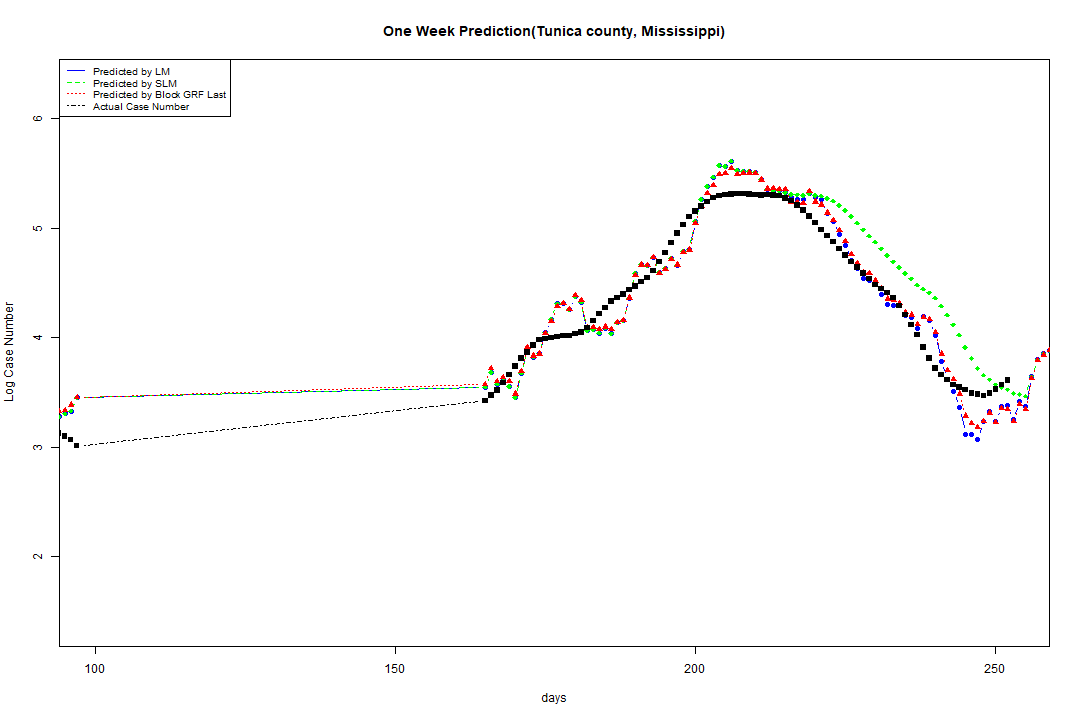 One Week Prediction(Tunica county, Mississippi)
Predicted by LM
Predicted by SLM
Predicted by Block GRF Last
Actual Case Number
6
5
4
3
2
Log Case Number
100 150 200 250
days